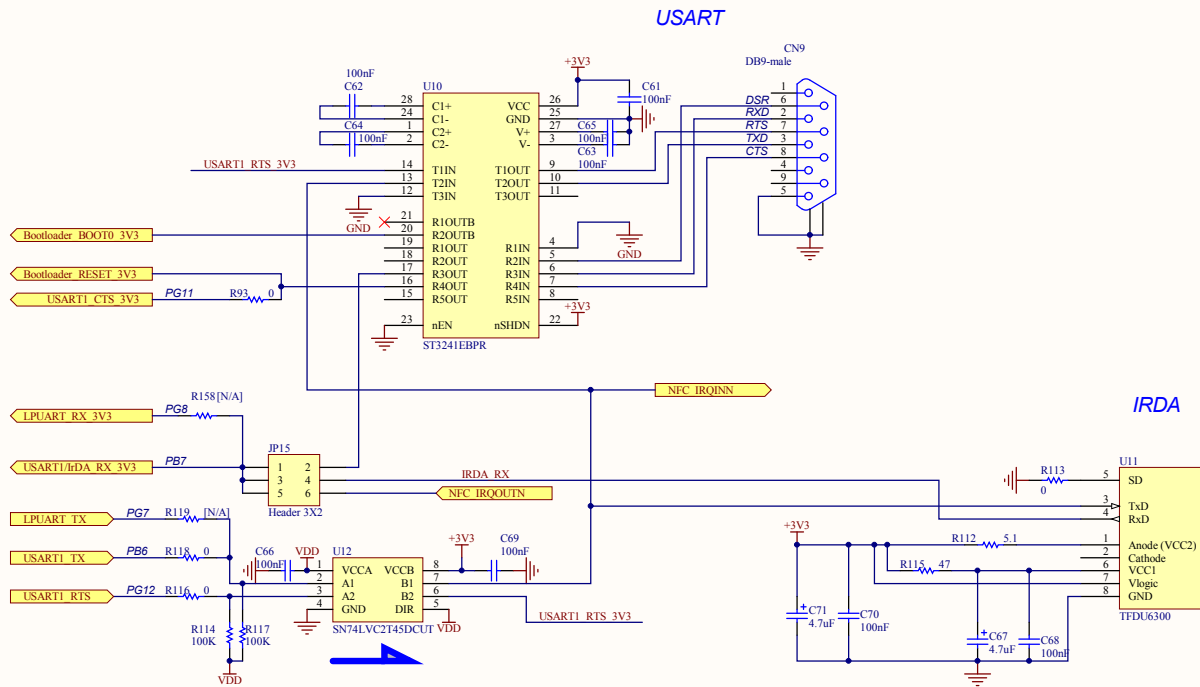 USART
CN9
DB9-male
+3V3
100nF
C62
U10
C61
100nF
28 C1+ VCC 26
24 C1- GND 25
1 C2+ V+ 27
2 C2- V- 3
C64
100nF
C65
100nF
C63
100nF
1
DSR 6
RXD 2
RTS 7
TXD 3
CTS 8
4
9
5
USART1_RTS_3V3
14 T1IN T1OUT 9
13 T2IN T2OUT 10
12 T3IN T3OUT 11
GND
21 R1OUTB
20 R2OUTB
19 R1OUT R1IN 4
18 R2OUT R2IN 5
17 R3OUT R3IN 6
16 R4OUT R4IN 7
15 R5OUT R5IN 8
23 nEN nSHDN 22
GND
+3V3
ST3241EBPR
Bootloader_BOOT0_3V3
Bootloader_RESET_3V3
USART1_CTS_3V3 PG11 R93 0
NFC_IRQINN
IRDA
R158 [N/A]
LPUART_RX_3V3 PG8
USART1/IrDA_RX_3V3 PB7
JP15
1 2
3 4
5 6
Header 3X2
IRDA_RX
NFC_IRQOUTN
LPUART_TX PG7 R119 [N/A]
USART1_TX PB6 R118 0
USART1_RTS PG12 R116 0
R114
100K
R117
100K
VDD
C66
100nF
VDD
U12
+3V3
C69
100nF
1 VCCA VCCB 8
2 A1 B1 7
3 A2 B2 6
4 GND DIR 5
VDD
SN74LVC2T45DCUT
USART1_RTS_3V3
U11
R113
0
5 SD
3 TxD
4 RxD
1 Anode (VCC2)
2 Cathode
6 VCC1
7 Vlogic
8 GND
TFDU6300
+3V3
R112 5.1
R115 47
C71
4.7uF
C70
100nF
C67
4.7uF
C68
100nF
+
+